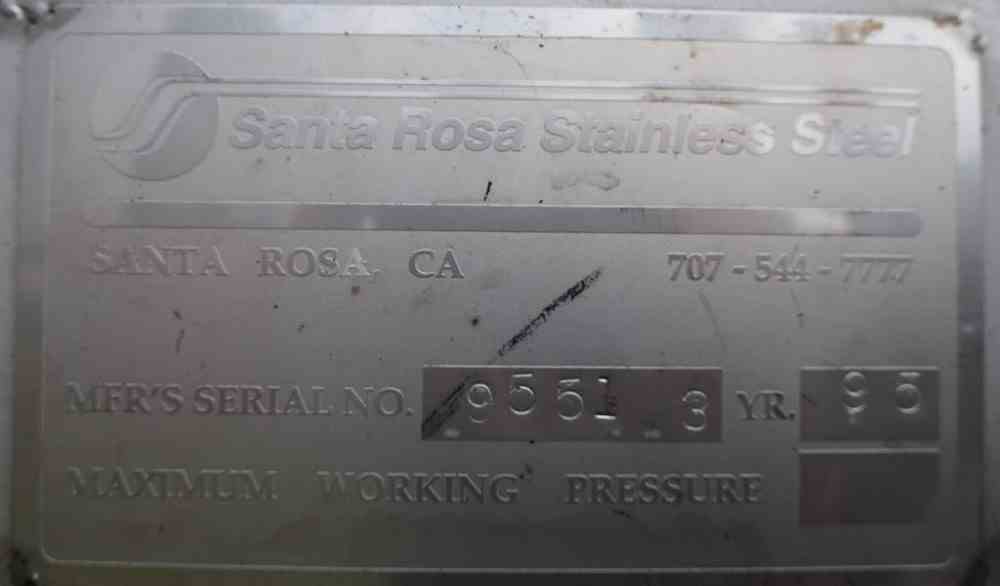 Santa Rosa Stainless Steel
SANTA ROSA, CA 707-544-7777
MFR'S SERIAL NO. 9551 3 YR. 95
MAXIMUM WORKING PRESSURE